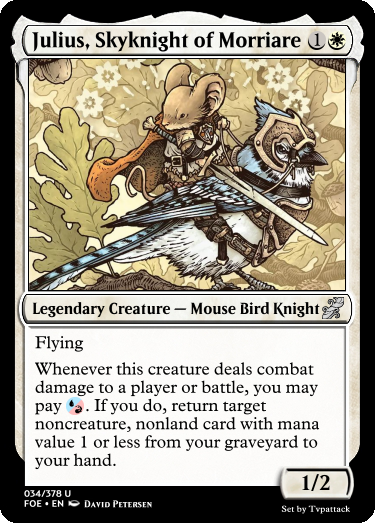 Julius, Skyknight of Morriare 1
Legendary Creature — Mouse Bird Knight
Flying
Whenever this creature deals combat
damage to a player or battle, you may
pay . If you do, return target
noncreature, nonland card with mana
value 1 or less from your graveyard to
your hand.
1/2
034/378 U
FOE • EN David Petersen
Set by Tvpattack